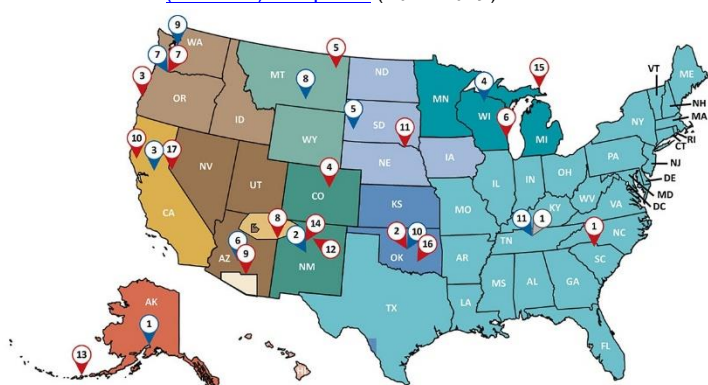 9
WA
7
7
3
OR
ID
MT
8
5
ND
5
SD
11
WY
NE
MN
4
WI
6
15
MI
IA
VT
ME
NH
MA
NY
RI
CT
PA
NJ
DE
MD
DC
10
3
17
NV
UT
CA
4
CO
KS
MO
IL
IN
OH
WV
VA
KY
11
1
TN
1
NC
SC
8
6
9
AZ
2
14
12
NM
2
10
16
OK
AR
MS
AL
GA
LA
TX
FL
AK
1
13
HI